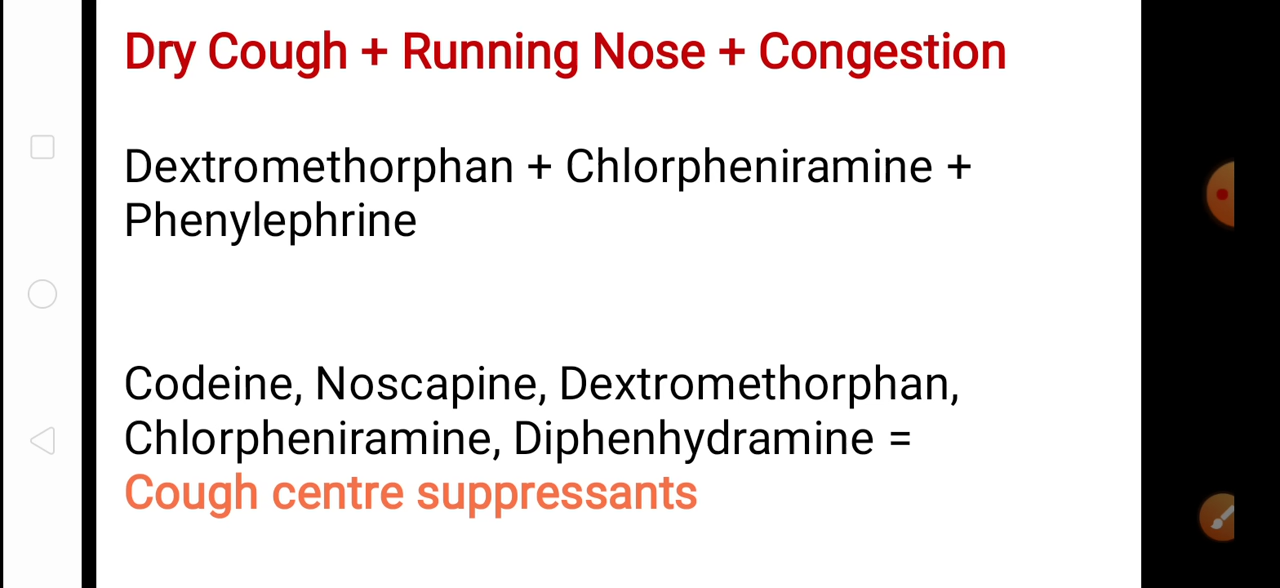 Dry Cough + Running Nose + Congestion
Dextromethorphan + Chlorpheniramine +
Phenylephrine
Codeine, Noscapine, Dextromethorphan,
Chlorpheniramine, Diphenhydramine =
Cough centre suppressants